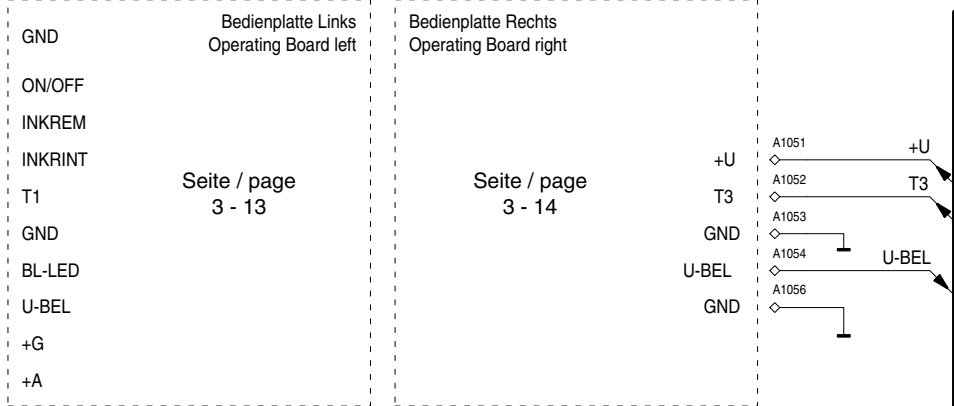 Bedienplatte Links
Operating Board left
GND
ON/OFF
INKREM
INKRINT
T1
GND
BL-LED
U-BEL
+G
+A
Seite / page
3 - 13
Bedienplatte Rechts
Operating Board right
Seite / page
3 - 14
+U
T3
GND
U-BEL
GND
A1051
+U
A1052
T3
A1053
A1054
U-BEL
A1056